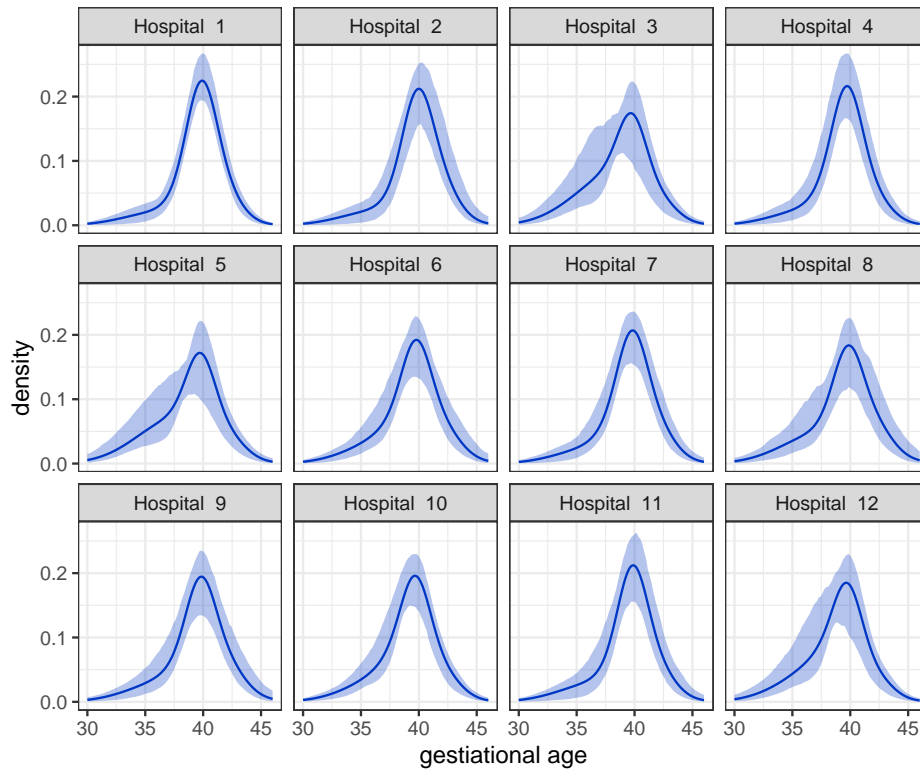 Hospital 1 Hospital 2 Hospital 3 Hospital 4
0.2
0.1
0.0
Hospital 5 Hospital 6 Hospital 7 Hospital 8
0.2
0.1
0.0
density
Hospital 9 Hospital 10 Hospital 11 Hospital 12
0.2
0.1
0.0
30 35 40 45 30 35 40 45 30 35 40 45 30 35 40 45
gestiational age